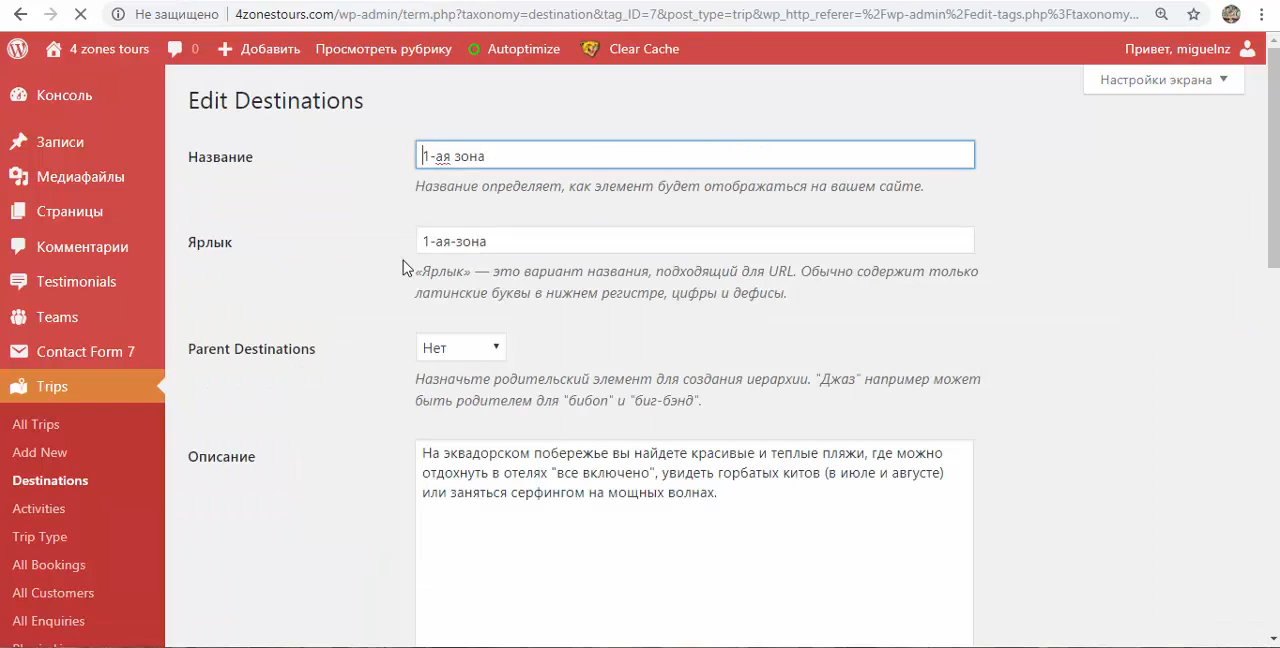 Не защищено
4zonestours.com/wp-admin/term.php?taxonomy=destination&tag_ID=7&post_type=trip&wp_http_referer=%2Fwp-admin%2Fedit-tags.php%3Ftaxonomy...
4 zones tours 0 Добавить Просмотреть рубрику Autoptimize Clear Cache Привет, miguelnz
Настройки экрана
Консоль
Записи
Медиафайлы
Страницы
Комментарии
Testimonials
Teams
Contact Form 7
Trips
All Trips
Add New
Destinations
Activities
Trip Type
All Bookings
All Customers
All Enquiries
Edit Destinations
Название
1-ая зона
Название определяет, как элемент будет отображаться на вашем сайте.
Ярлык
1-ая-зона
«Ярлык» — это вариант названия, подходящий для URL. Обычно содержит только
латинские буквы в нижнем регистре, цифры и дефисы.
Parent Destinations
Нет
Назначьте родительский элемент для создания иерархии. "Джаз" например может
быть родителем для "бибоп" и "биг-бэнд".
Описание
На эквадорском побережье вы найдете красивые и теплые пляжи, где можно
отдохнуть в отелях "все включено", увидеть горбатых китов (в июле и августе)
или заняться серфингом на мощных волнах.